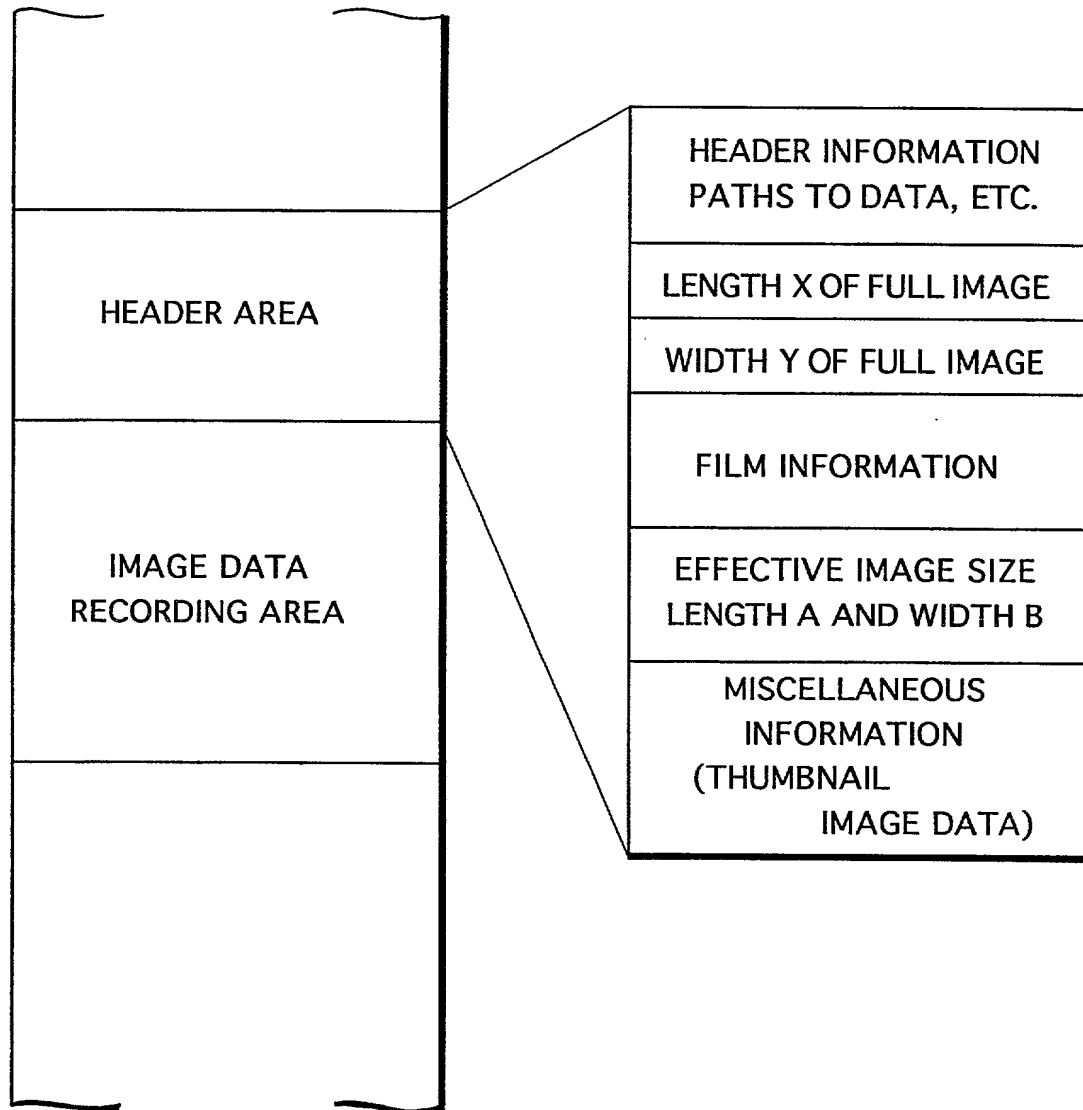 HEADER AREA
IMAGE DATA
RECORDING AREA
HEADER INFORMATION
PATHS TO DATA, ETC.
LENGTH X OF FULL IMAGE
WIDTH Y OF FULL IMAGE
FILM INFORMATION
EFFECTIVE IMAGE SIZE
LENGTH A AND WIDTH B
MISCELLANEOUS
INFORMATION
(THUMBNAIL
IMAGE DATA)